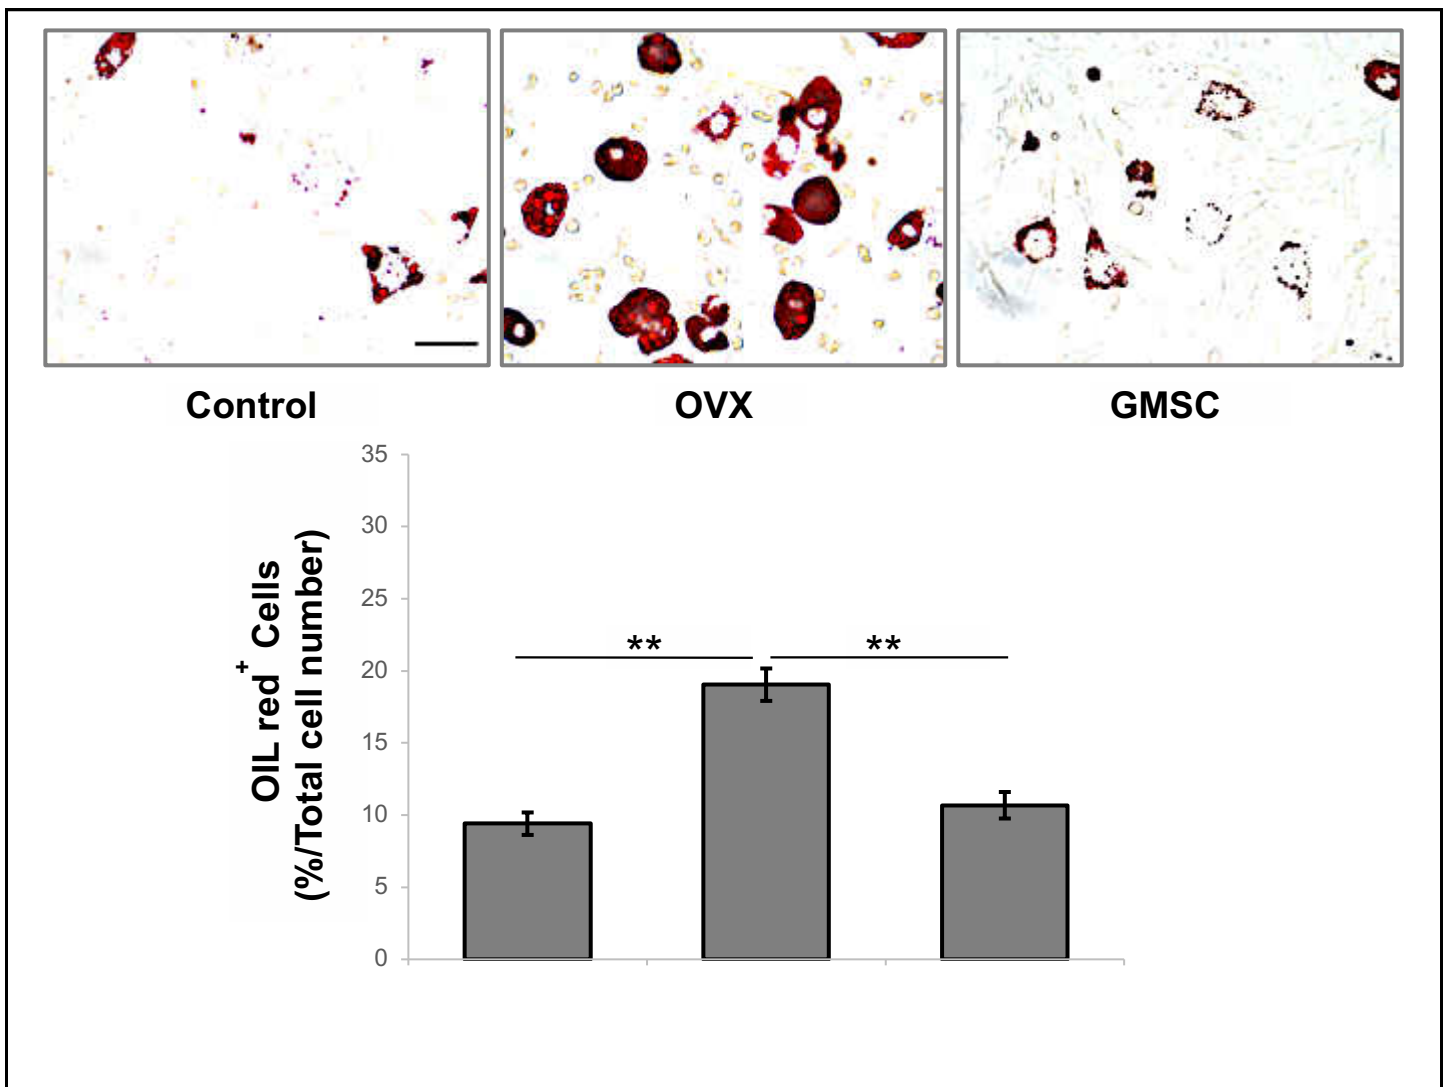 Control
OVX
GMSC
OIL red+ Cells
(%/Total cell number)
35
30
25
20
15
10
5
0
**
**